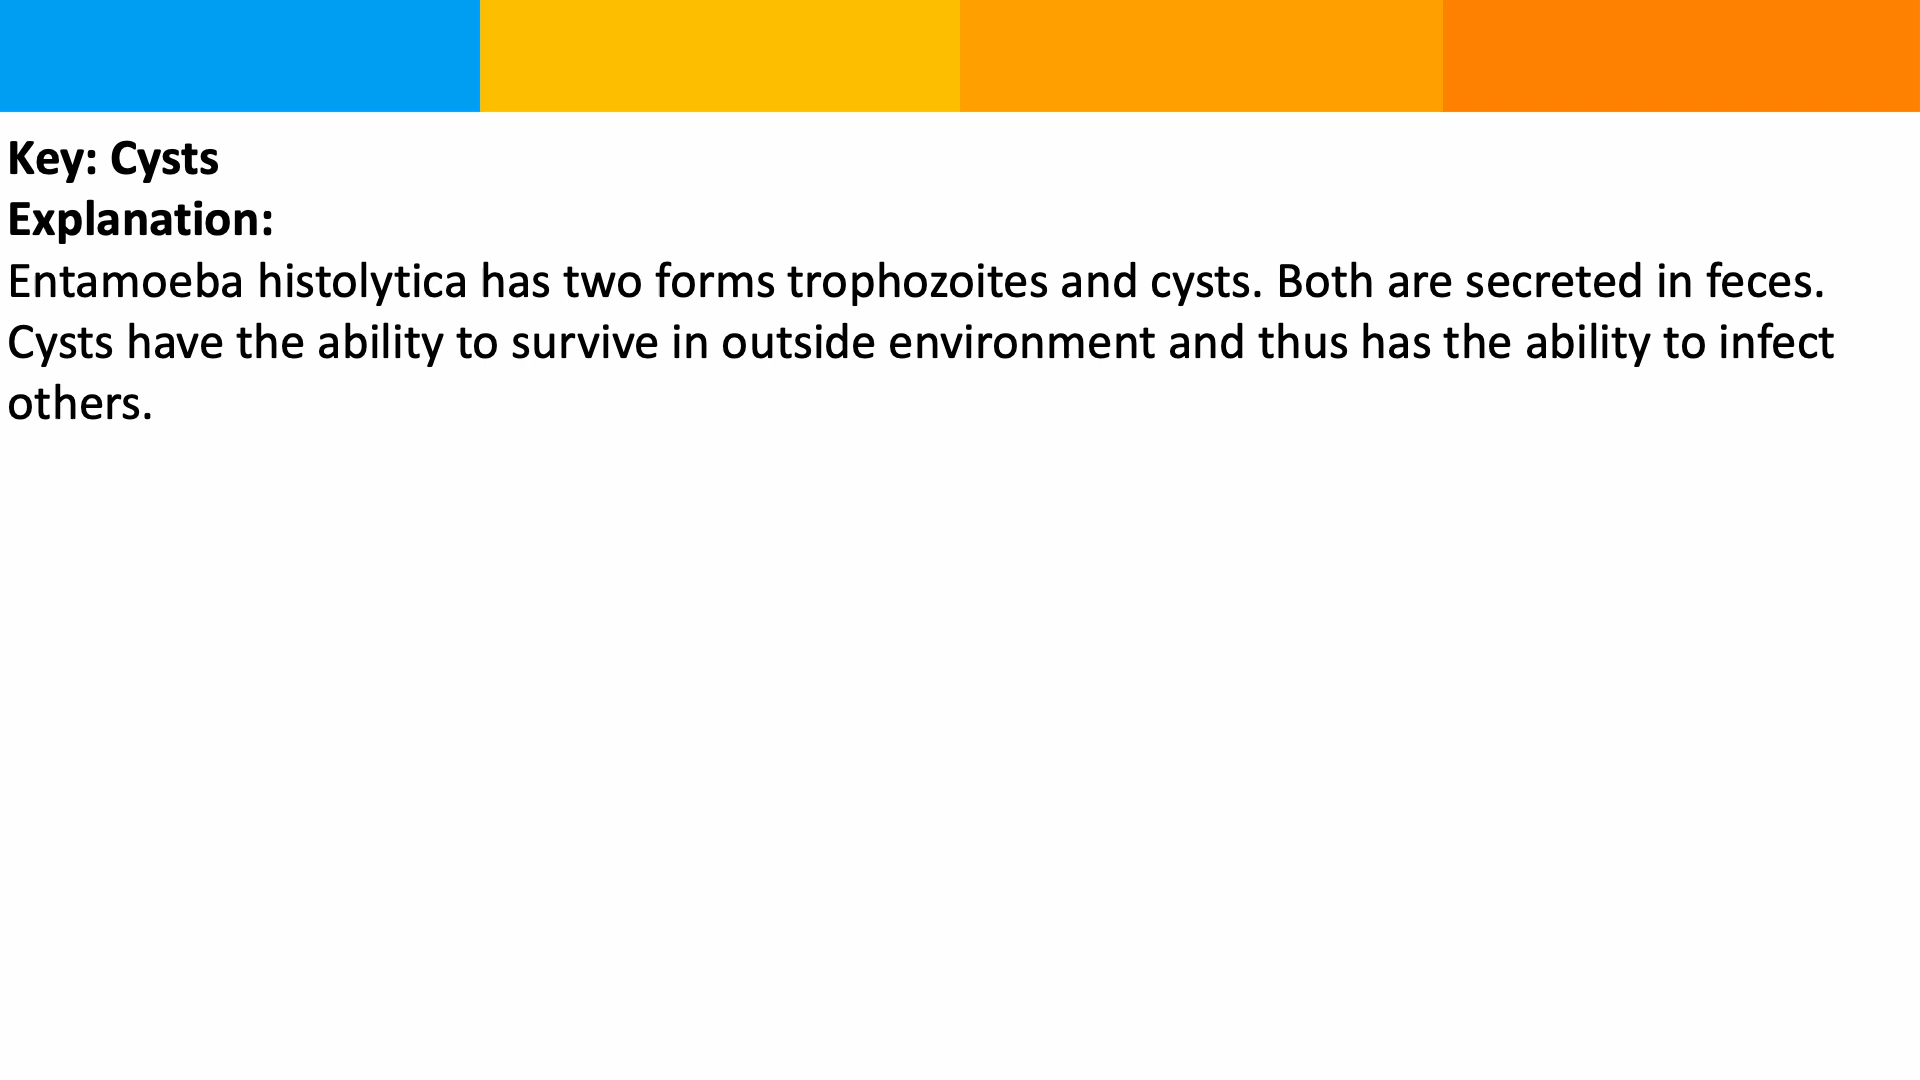 Key: Cysts
Explanation:
Entamoeba histolytica has two forms trophozoites and cysts. Both are secreted in feces.
Cysts have the ability to survive in outside environment and thus has the ability to infect
others.